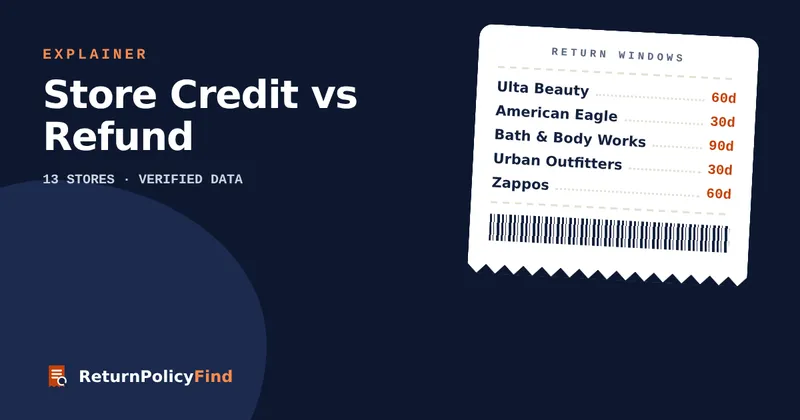 EXPLAINER
Store Credit vs
Refund
13 STORES · VERIFIED DATA
RETURN WINDOWS
Ulta Beauty 60d
American Eagle 30d
Bath & Body Works 90d
Urban Outfitters 30d
Zappos 60d
ReturnPolicyFind